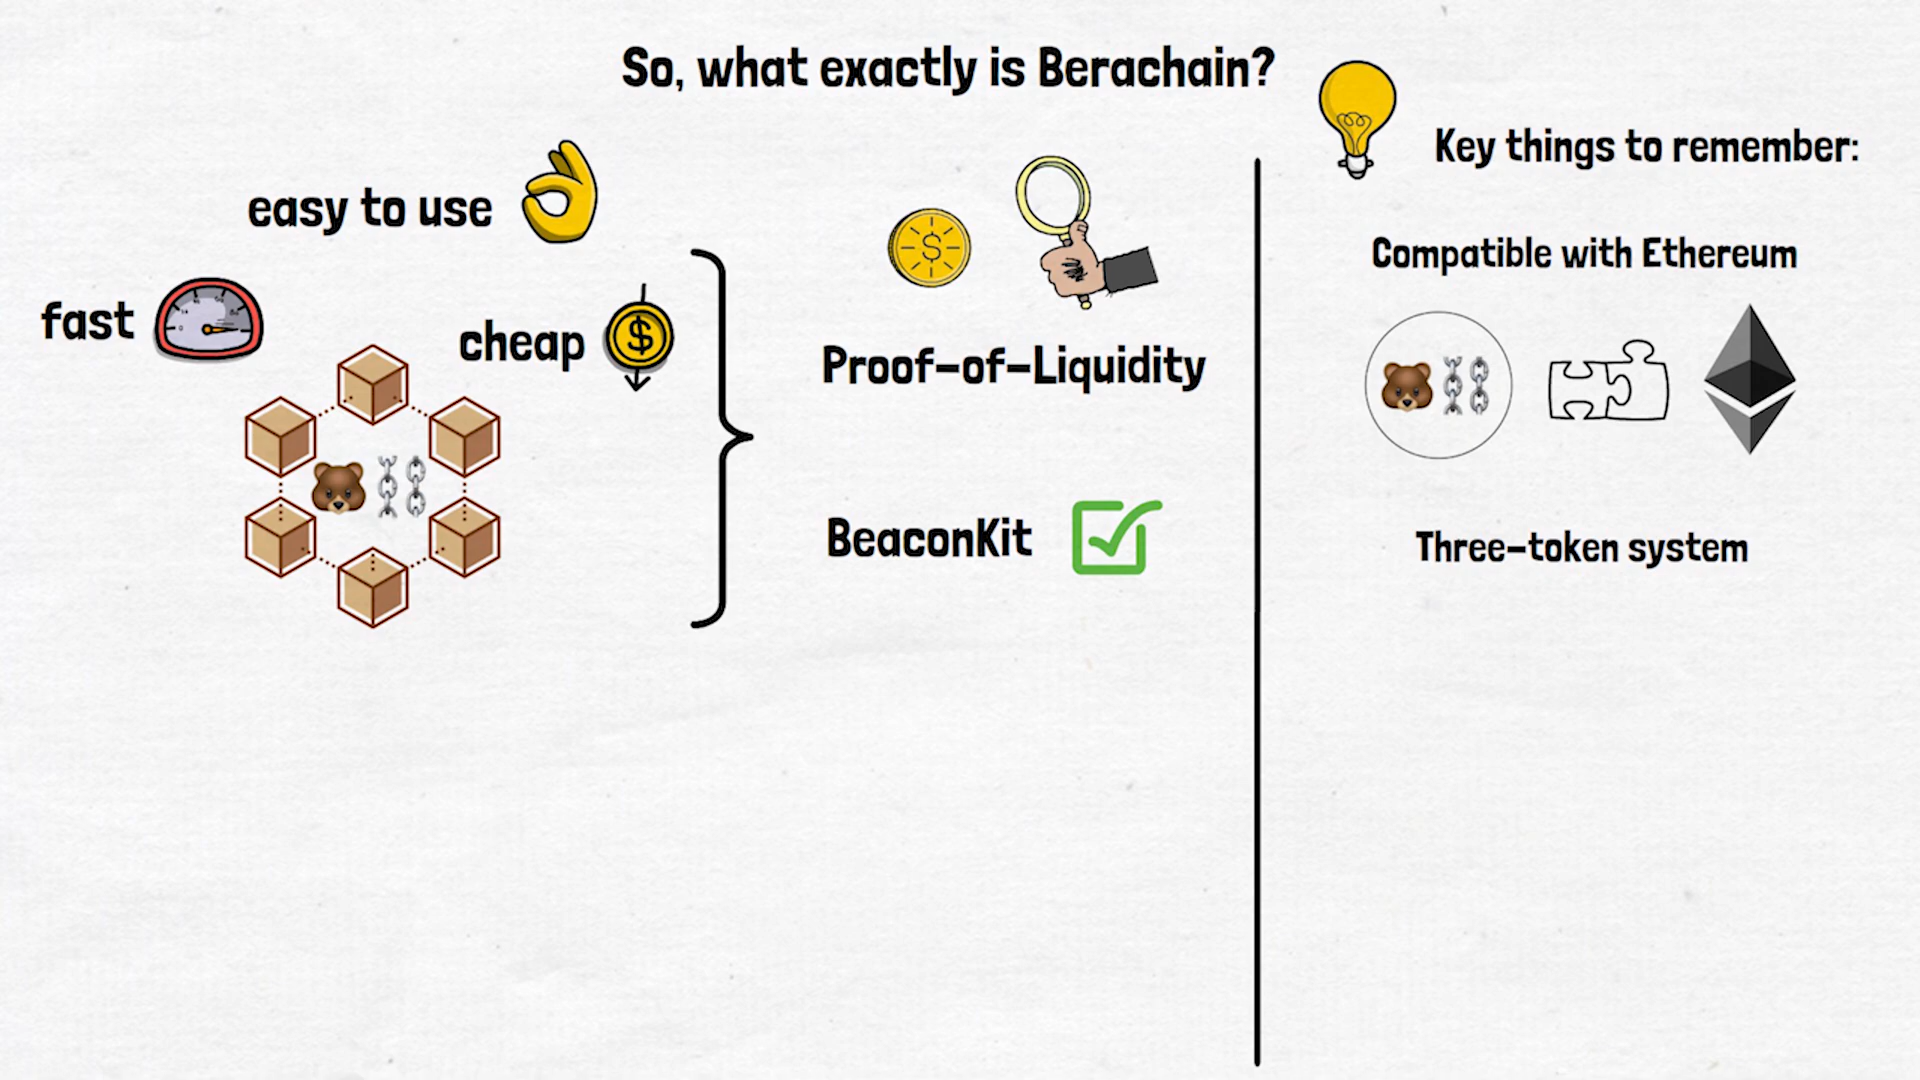 So, what exactly is Berachain?
easy to use
fast
cheap
Proof-of-Liquidity
BeaconKit
Key things to remember:
Compatible with Ethereum
Three-token system